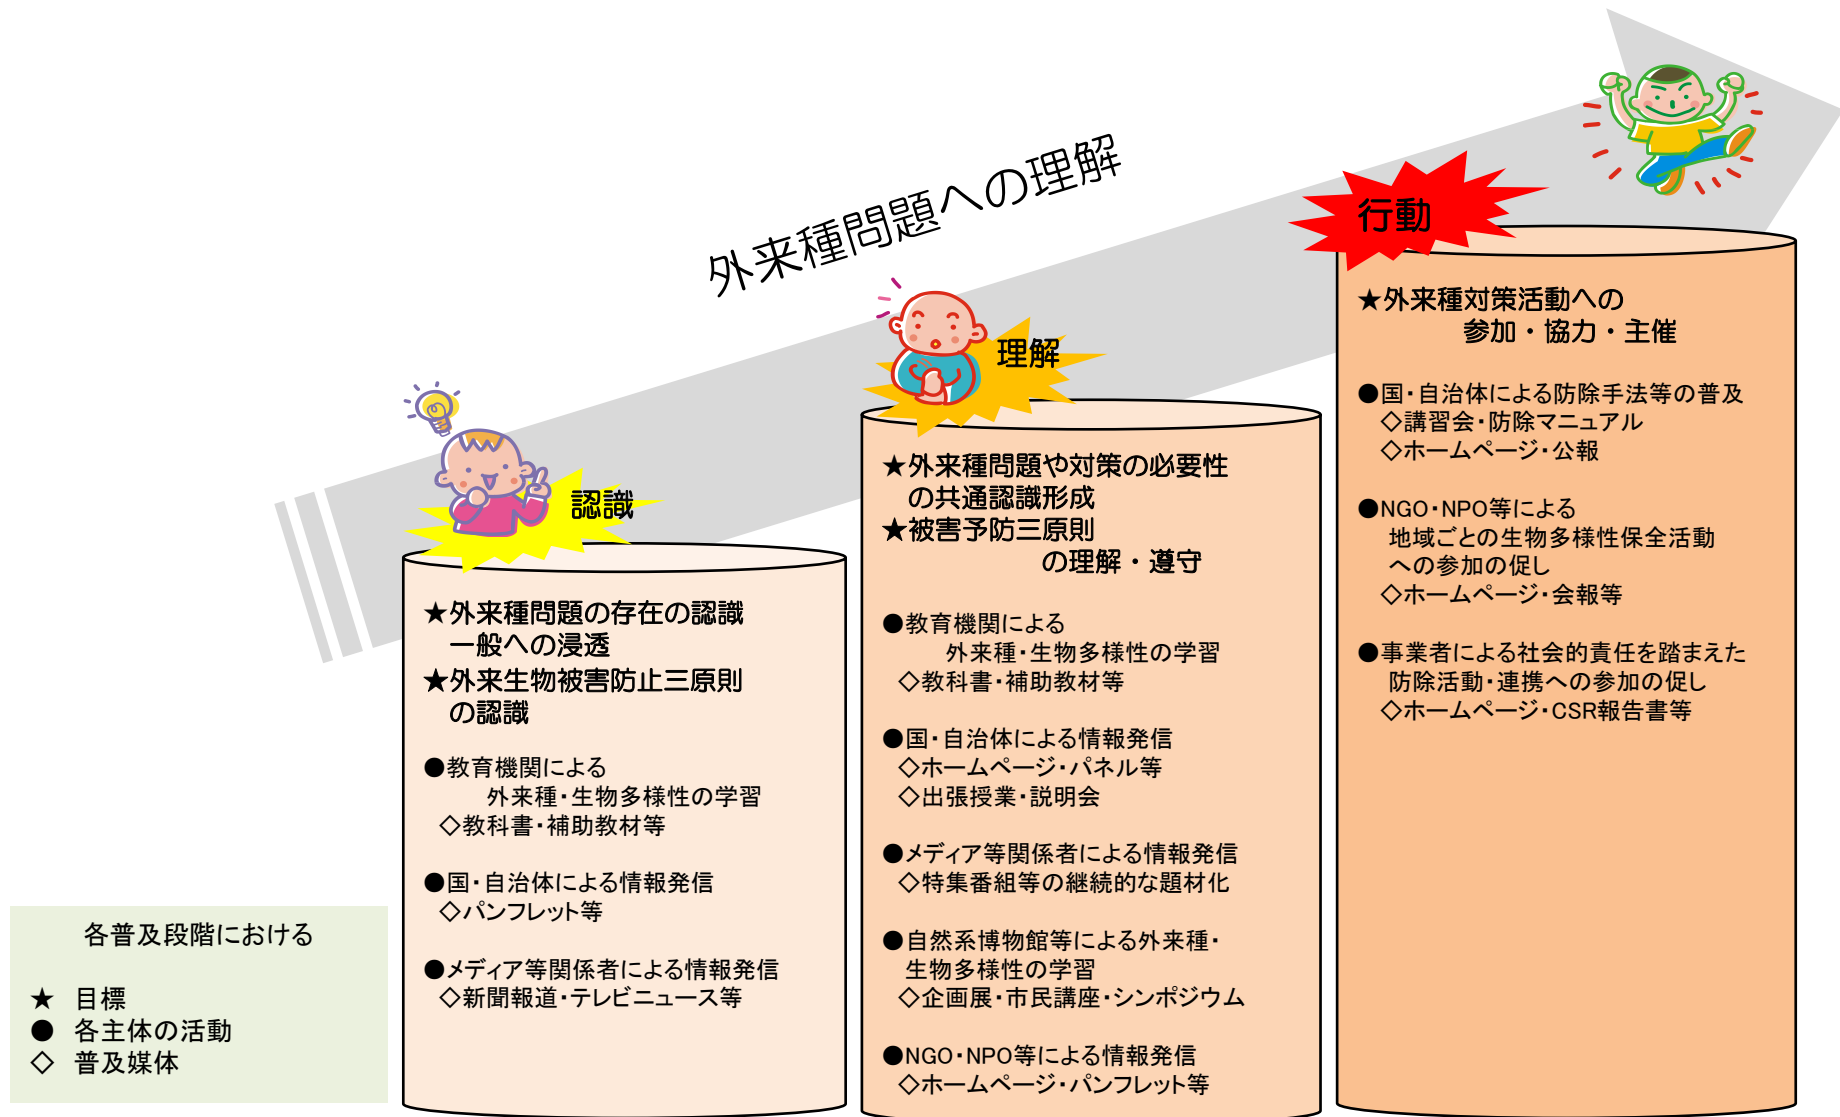 外来種問題への理解
認識
★外来種問題の存在の認識
一般への浸透
★外来生物被害防止三原則
の認識
●教育機関による
外来種・生物多様性の学習
◇教科書・補助教材等
●国・自治体による情報発信
◇パンフレット等
●メディア等関係者による情報発信
◇新聞報道・テレビニュース等
理解
★外来種問題や対策の必要性
の共通認識形成
★被害予防三原則
の理解・遵守
●教育機関による
外来種・生物多様性の学習
◇教科書・補助教材等
●国・自治体による情報発信
◇ホームページ・パネル等
◇出張授業・説明会
●メディア等関係者による情報発信
◇特集番組等の継続的な題材化
●自然系博物館等による外来種・
生物多様性の学習
◇企画展・市民講座・シンポジウム
●NGO・NPO等による情報発信
◇ホームページ・パンフレット等
行動
★外来種対策活動への
参加・協力・主催
●国・自治体による防除手法等の普及
◇講習会・防除マニュアル
◇ホームページ・公報
●NGO・NPO等による
地域ごとの生物多様性保全活動
への参加の促し
◇ホームページ・会報等
●事業者による社会的責任を踏まえた
防除活動・連携への参加の促し
◇ホームページ・CSR報告書等
各普及段階における
★ 目標
● 各主体の活動
◇ 普及媒体